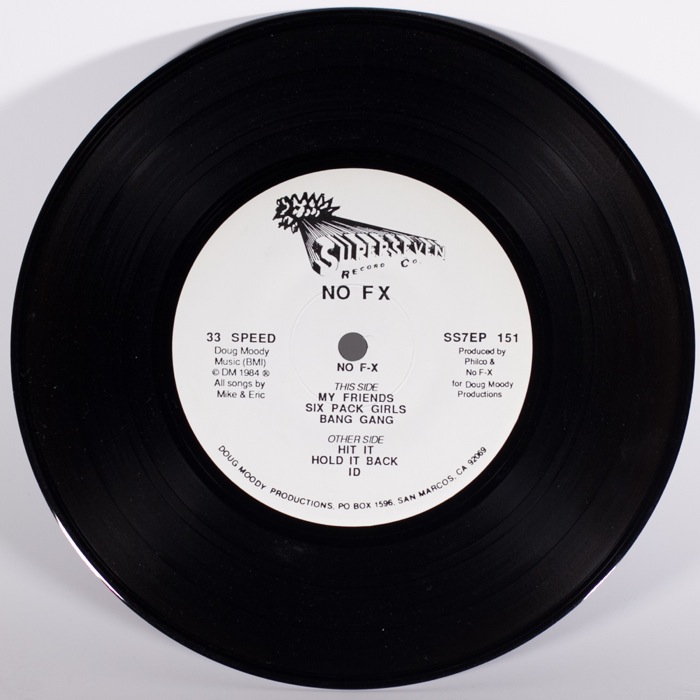 SUPERSEVEN
RECORD CO.
NO FX
33 SPEED
Doug Moody
Music (BMI)
© DM 1984 ®
All songs by
Mike & Eric
SS7EP 151
Produced by
Philco &
No F-X
for Doug Moody
Productions
NO F-X
THIS SIDE
MY FRIENDS
SIX PACK GIRLS
BANG GANG
OTHER SIDE
HIT IT
HOLD IT BACK
ID
DOUG MOODY PRODUCTIONS, PO BOX 1596, SAN MARCOS, CA 92069